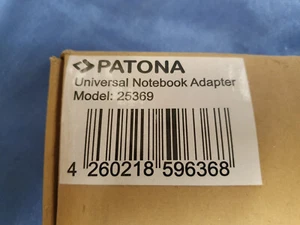 PATONA
Universal Notebook Adapter
Model: 25369
4 260218 596368